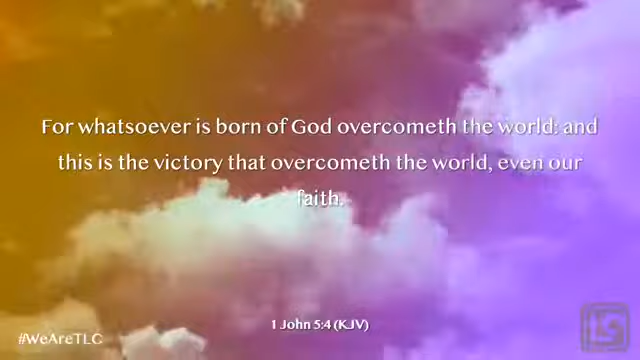 For whatsoever is born of God overcometh the world: and
this is the victory that overcometh the world, even our
faith.
1 John 5:4 (KJV)
#WeAreTLC